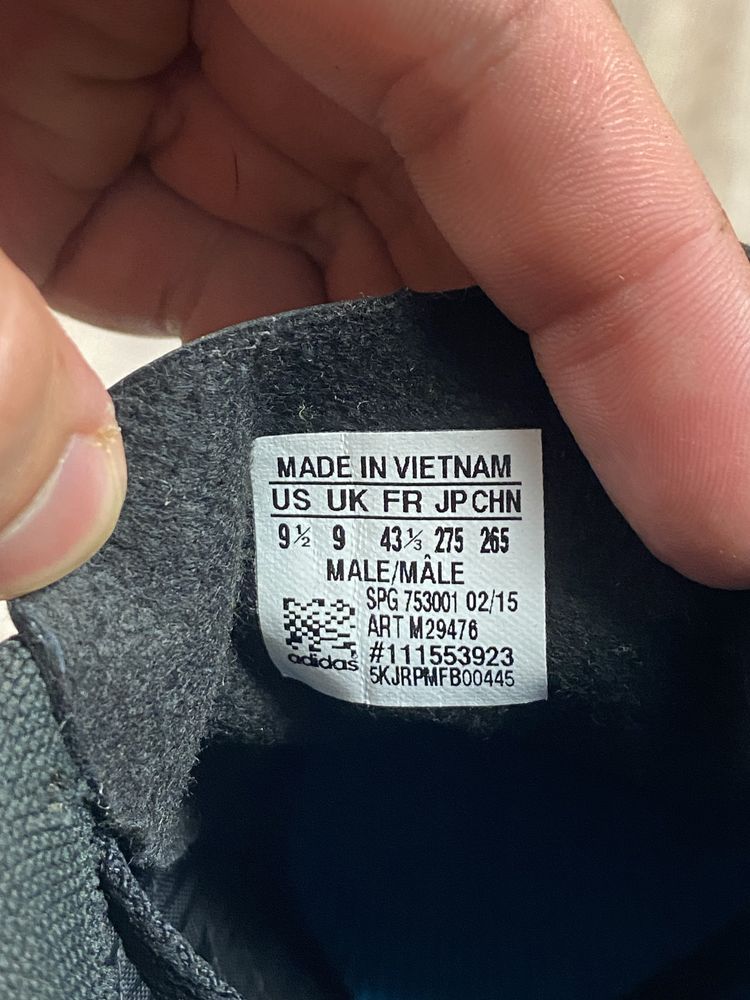 MADE IN VIETNAM
US UK FR JP CHN
9½ 9 43⅓ 275 265
MALE/MÂLE
SPG 753001 02/15
ART M29476
#111553923
adidas
5KJRPMFB00445